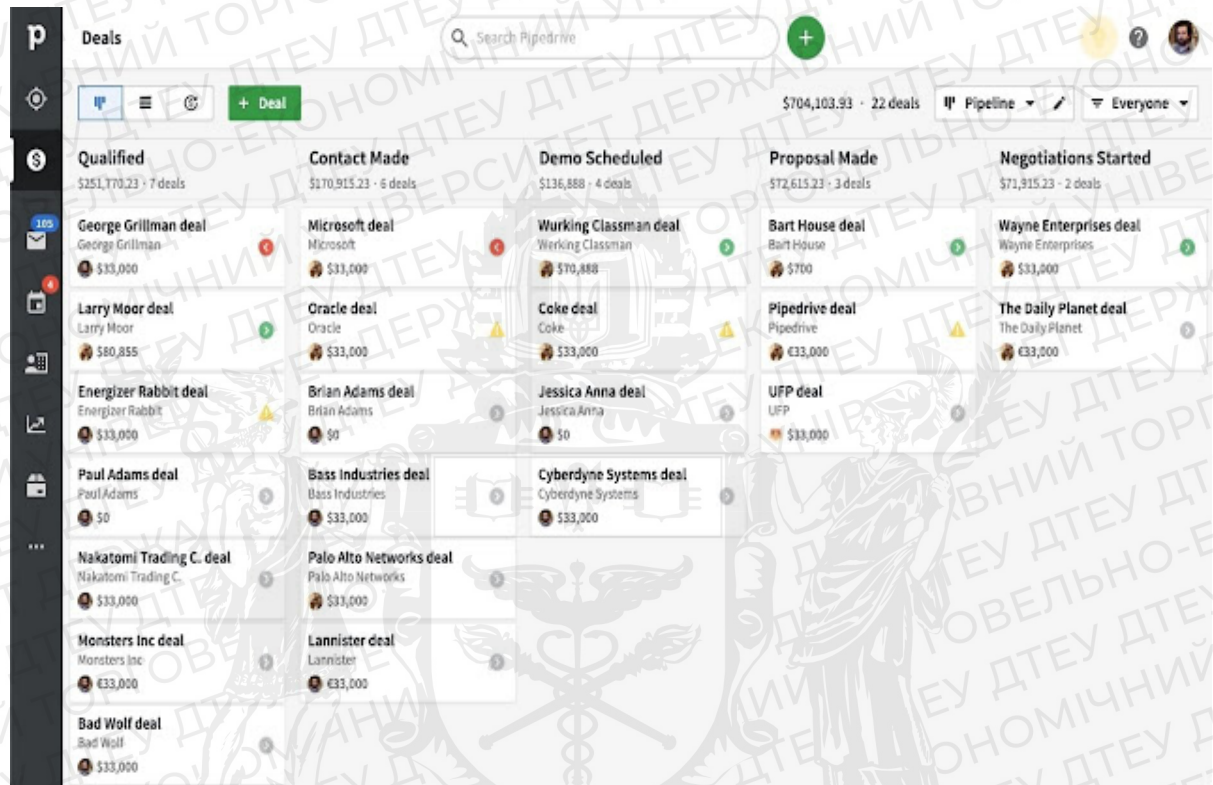 p Deals Search Pipedrive + ?
+ Deal $704,103.93 · 22 deals Pipeline Everyone
Qualified
$251,770.23 · 7 deals
George Grillman deal
George Grillman
$33,000
Larry Moor deal
Larry Moor
$80,855
Energizer Rabbit deal
Energizer Rabbit
$33,000
Paul Adams deal
Paul Adams
$0
Nakatomi Trading C. deal
Nakatomi Trading C.
$33,000
Monsters Inc deal
Monsters Inc
€33,000
Bad Wolf deal
Bad Wolf
$33,000
Contact Made
$170,915.23 · 6 deals
Microsoft deal
Microsoft
$33,000
Oracle deal
Oracle
$33,000
Brian Adams deal
Brian Adams
$0
Bass Industries deal
Bass Industries
$33,000
Palo Alto Networks deal
Palo Alto Networks
$33,000
Lannister deal
Lannister
€33,000
Demo Scheduled
$136,888 · 4 deals
Wurking Classman deal
Werking Classman
$70,888
Coke deal
Coke
$33,000
Jessica Anna deal
Jessica Anna
$0
Cyberdyne Systems deal
Cyberdyne Systems
$33,000
Proposal Made
$72,615.23 · 3 deals
Bart House deal
Bart House
$700
Pipedrive deal
Pipedrive
€33,000
UFP deal
UFP
$33,000
Negotiations Started
$71,915.23 · 2 deals
Wayne Enterprises deal
Wayne Enterprises
$33,000
The Daily Planet deal
The Daily Planet
€33,000
105
4